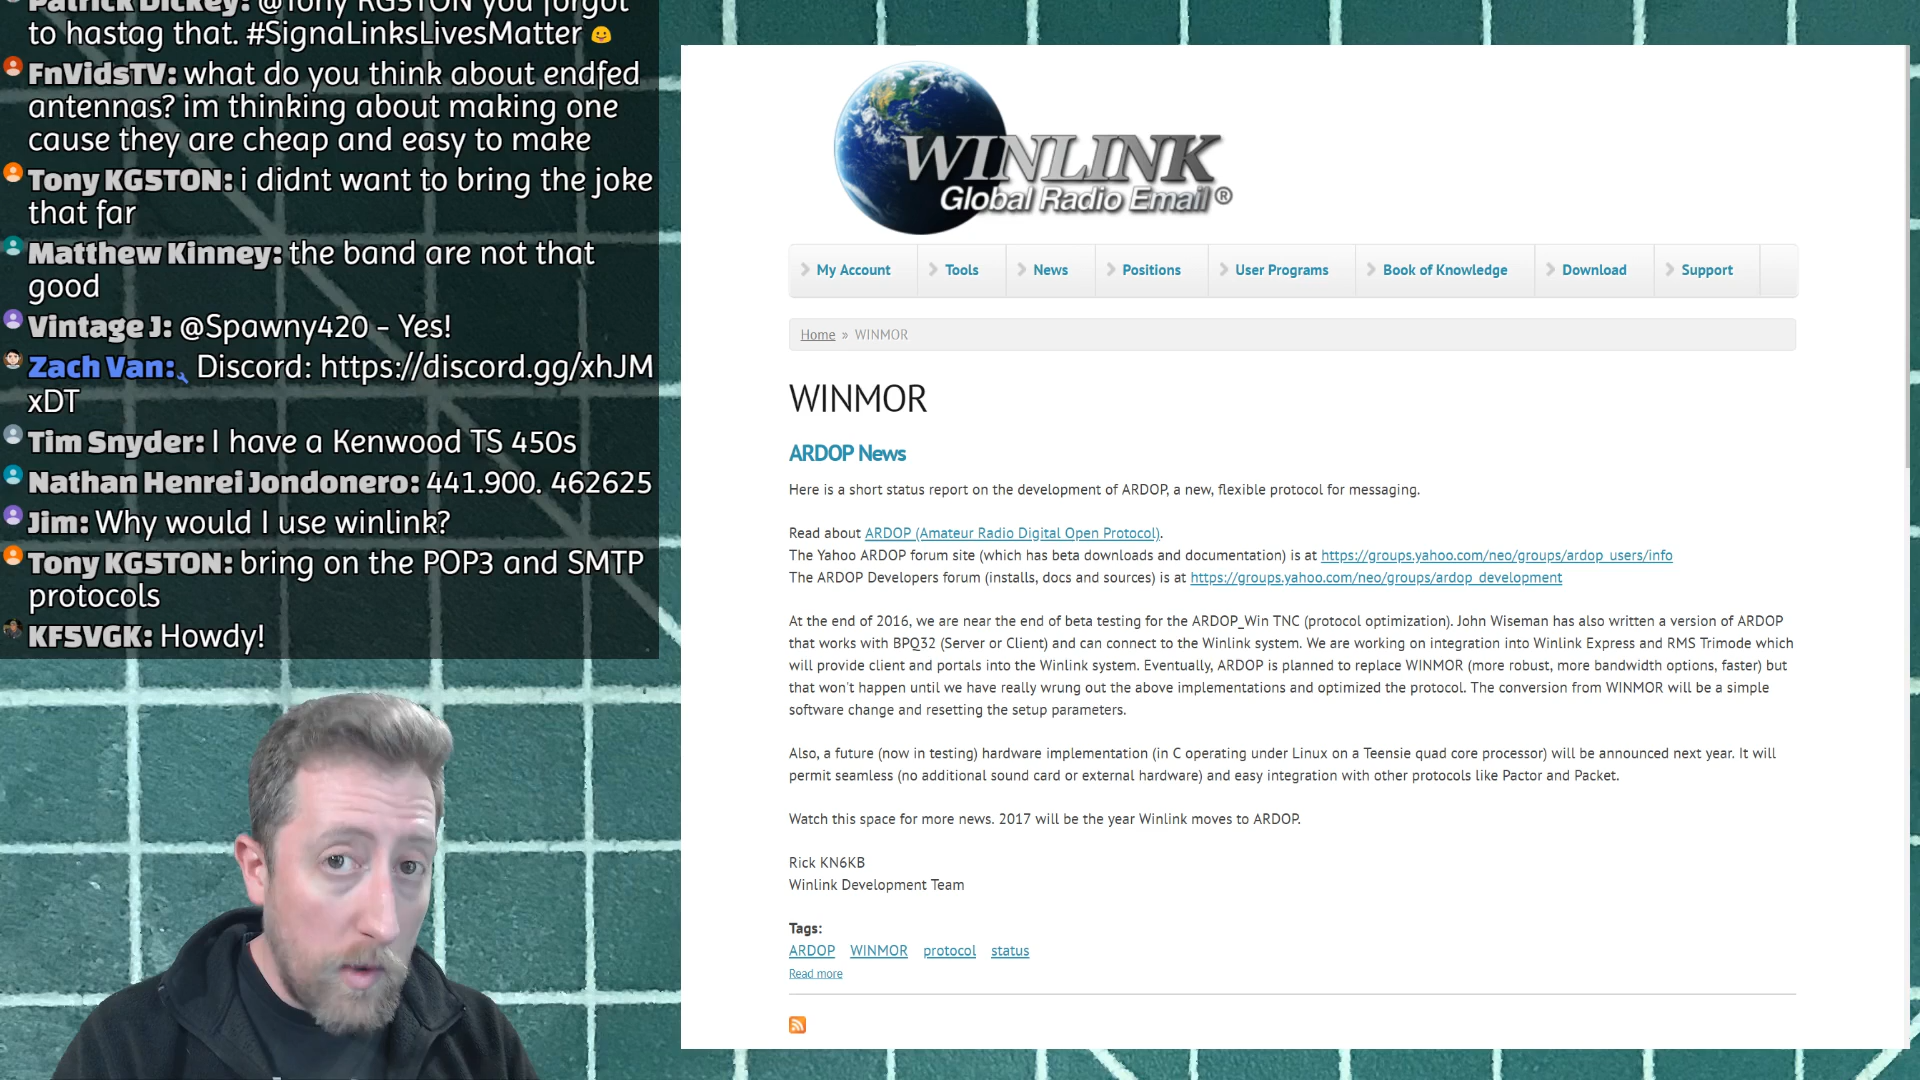 Patrick Dickey: @Tony KG5TON you forgot
to hastag that. #SignaLinksLivesMatter
FnVidsTV: what do you think about endfed
antennas? im thinking about making one
cause they are cheap and easy to make
Tony KG5TON: i didnt want to bring the joke
that far
Matthew Kinney: the band are not that
good
Vintage J: @Spawny420 - Yes!
Zach Van: Discord: https://discord.gg/xhJM
xDT
Tim Snyder: I have a Kenwood TS 450s
Nathan Henrei Jondonero: 441.900. 462625
Jim: Why would I use winlink?
Tony KG5TON: bring on the POP3 and SMTP
protocols
KF5VGK: Howdy!
WINLINK
Global Radio Email ®
My Account Tools News Positions User Programs Book of Knowledge Download Support
Home » WINMOR
WINMOR
ARDOP News
Here is a short status report on the development of ARDOP, a new, flexible protocol for messaging.
Read about ARDOP (Amateur Radio Digital Open Protocol).
The Yahoo ARDOP forum site (which has beta downloads and documentation) is at https://groups.yahoo.com/neo/groups/ardop_users/info
The ARDOP Developers forum (installs, docs and sources) is at https://groups.yahoo.com/neo/groups/ardop_development
At the end of 2016, we are near the end of beta testing for the ARDOP_Win TNC (protocol optimization). John Wiseman has also written a version of ARDOP
that works with BPQ32 (Server or Client) and can connect to the Winlink system. We are working on integration into Winlink Express and RMS Trimode which
will provide client and portals into the Winlink system. Eventually, ARDOP is planned to replace WINMOR (more robust, more bandwidth options, faster) but
that won't happen until we have really wrung out the above implementations and optimized the protocol. The conversion from WINMOR will be a simple
software change and resetting the setup parameters.
Also, a future (now in testing) hardware implementation (in C operating under Linux on a Teensie quad core processor) will be announced next year. It will
permit seamless (no additional sound card or external hardware) and easy integration with other protocols like Pactor and Packet.
Watch this space for more news. 2017 will be the year Winlink moves to ARDOP.
Rick KN6KB
Winlink Development Team
Tags:
ARDOP WINMOR protocol status
Read more